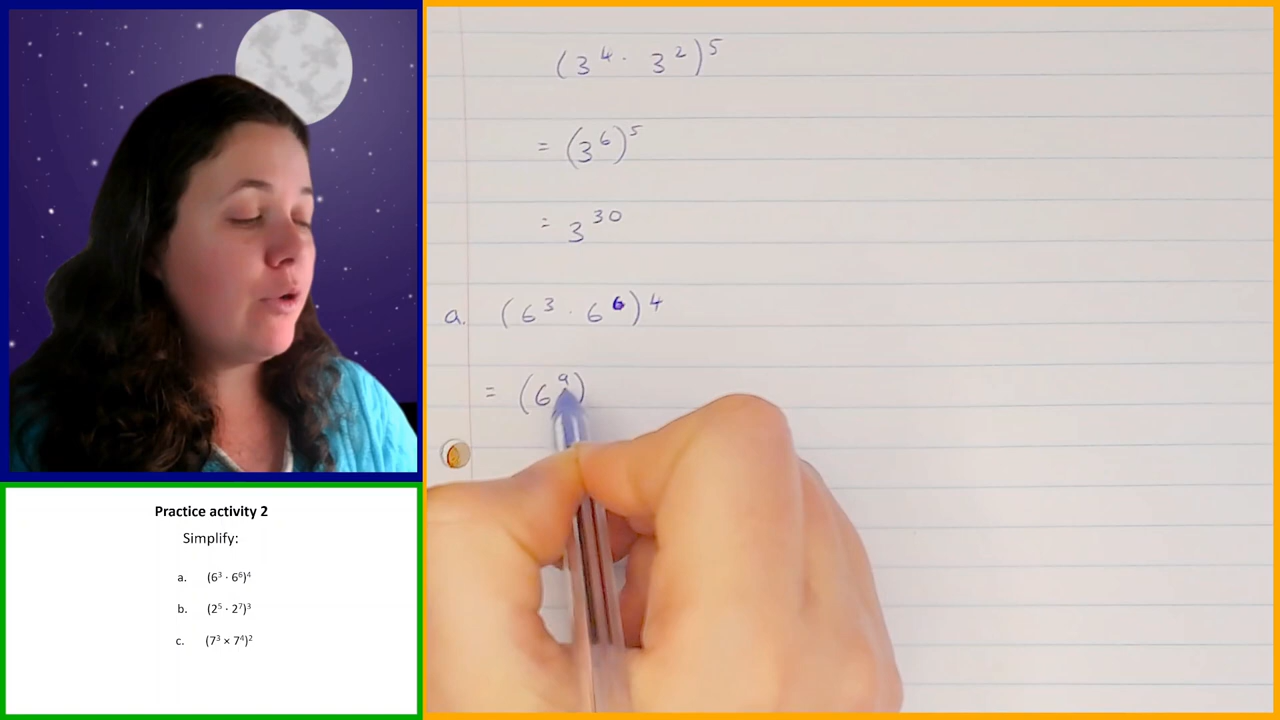 (3⁴ · 3²)⁵
= (3⁶)⁵
= 3³⁰
a. (6³ · 6⁶)⁴
= (6⁹)
Practice activity 2
Simplify:
a. (6³ · 6⁶)⁴
b. (2⁵ · 2⁷)³
c. (7³ × 7⁴)²